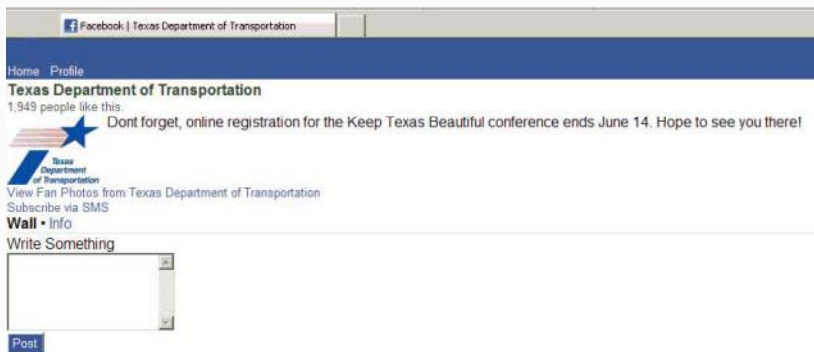 Facebook | Texas Department of Transportation
Home Profile
Texas Department of Transportation
1,949 people like this.
Dont forget, online registration for the Keep Texas Beautiful conference ends June 14. Hope to see you there!
Texas
Department
of Transportation
View Fan Photos from Texas Department of Transportation
Subscribe via SMS
Wall • Info
Write Something
Post